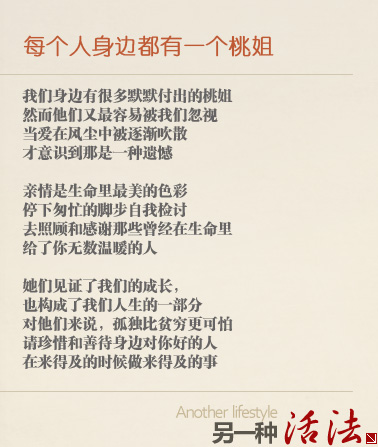 每个人身边都有一个桃姐
我们身边有很多默默付出的桃姐
然而他们又最容易被我们忽视
当爱在风尘中被逐渐吹散
才意识到那是一种遗憾
亲情是生命里最美的色彩
停下匆忙的脚步自我检讨
去照顾和感谢那些曾经在生命里
给了你无数温暖的人
她们见证了我们的成长，
也构成了我们人生的一部分
对他们来说，孤独比贫穷更可怕
请珍惜和善待身边对你好的人
在来得及的时候做来得及的事
Another lifestyle
另一种活法